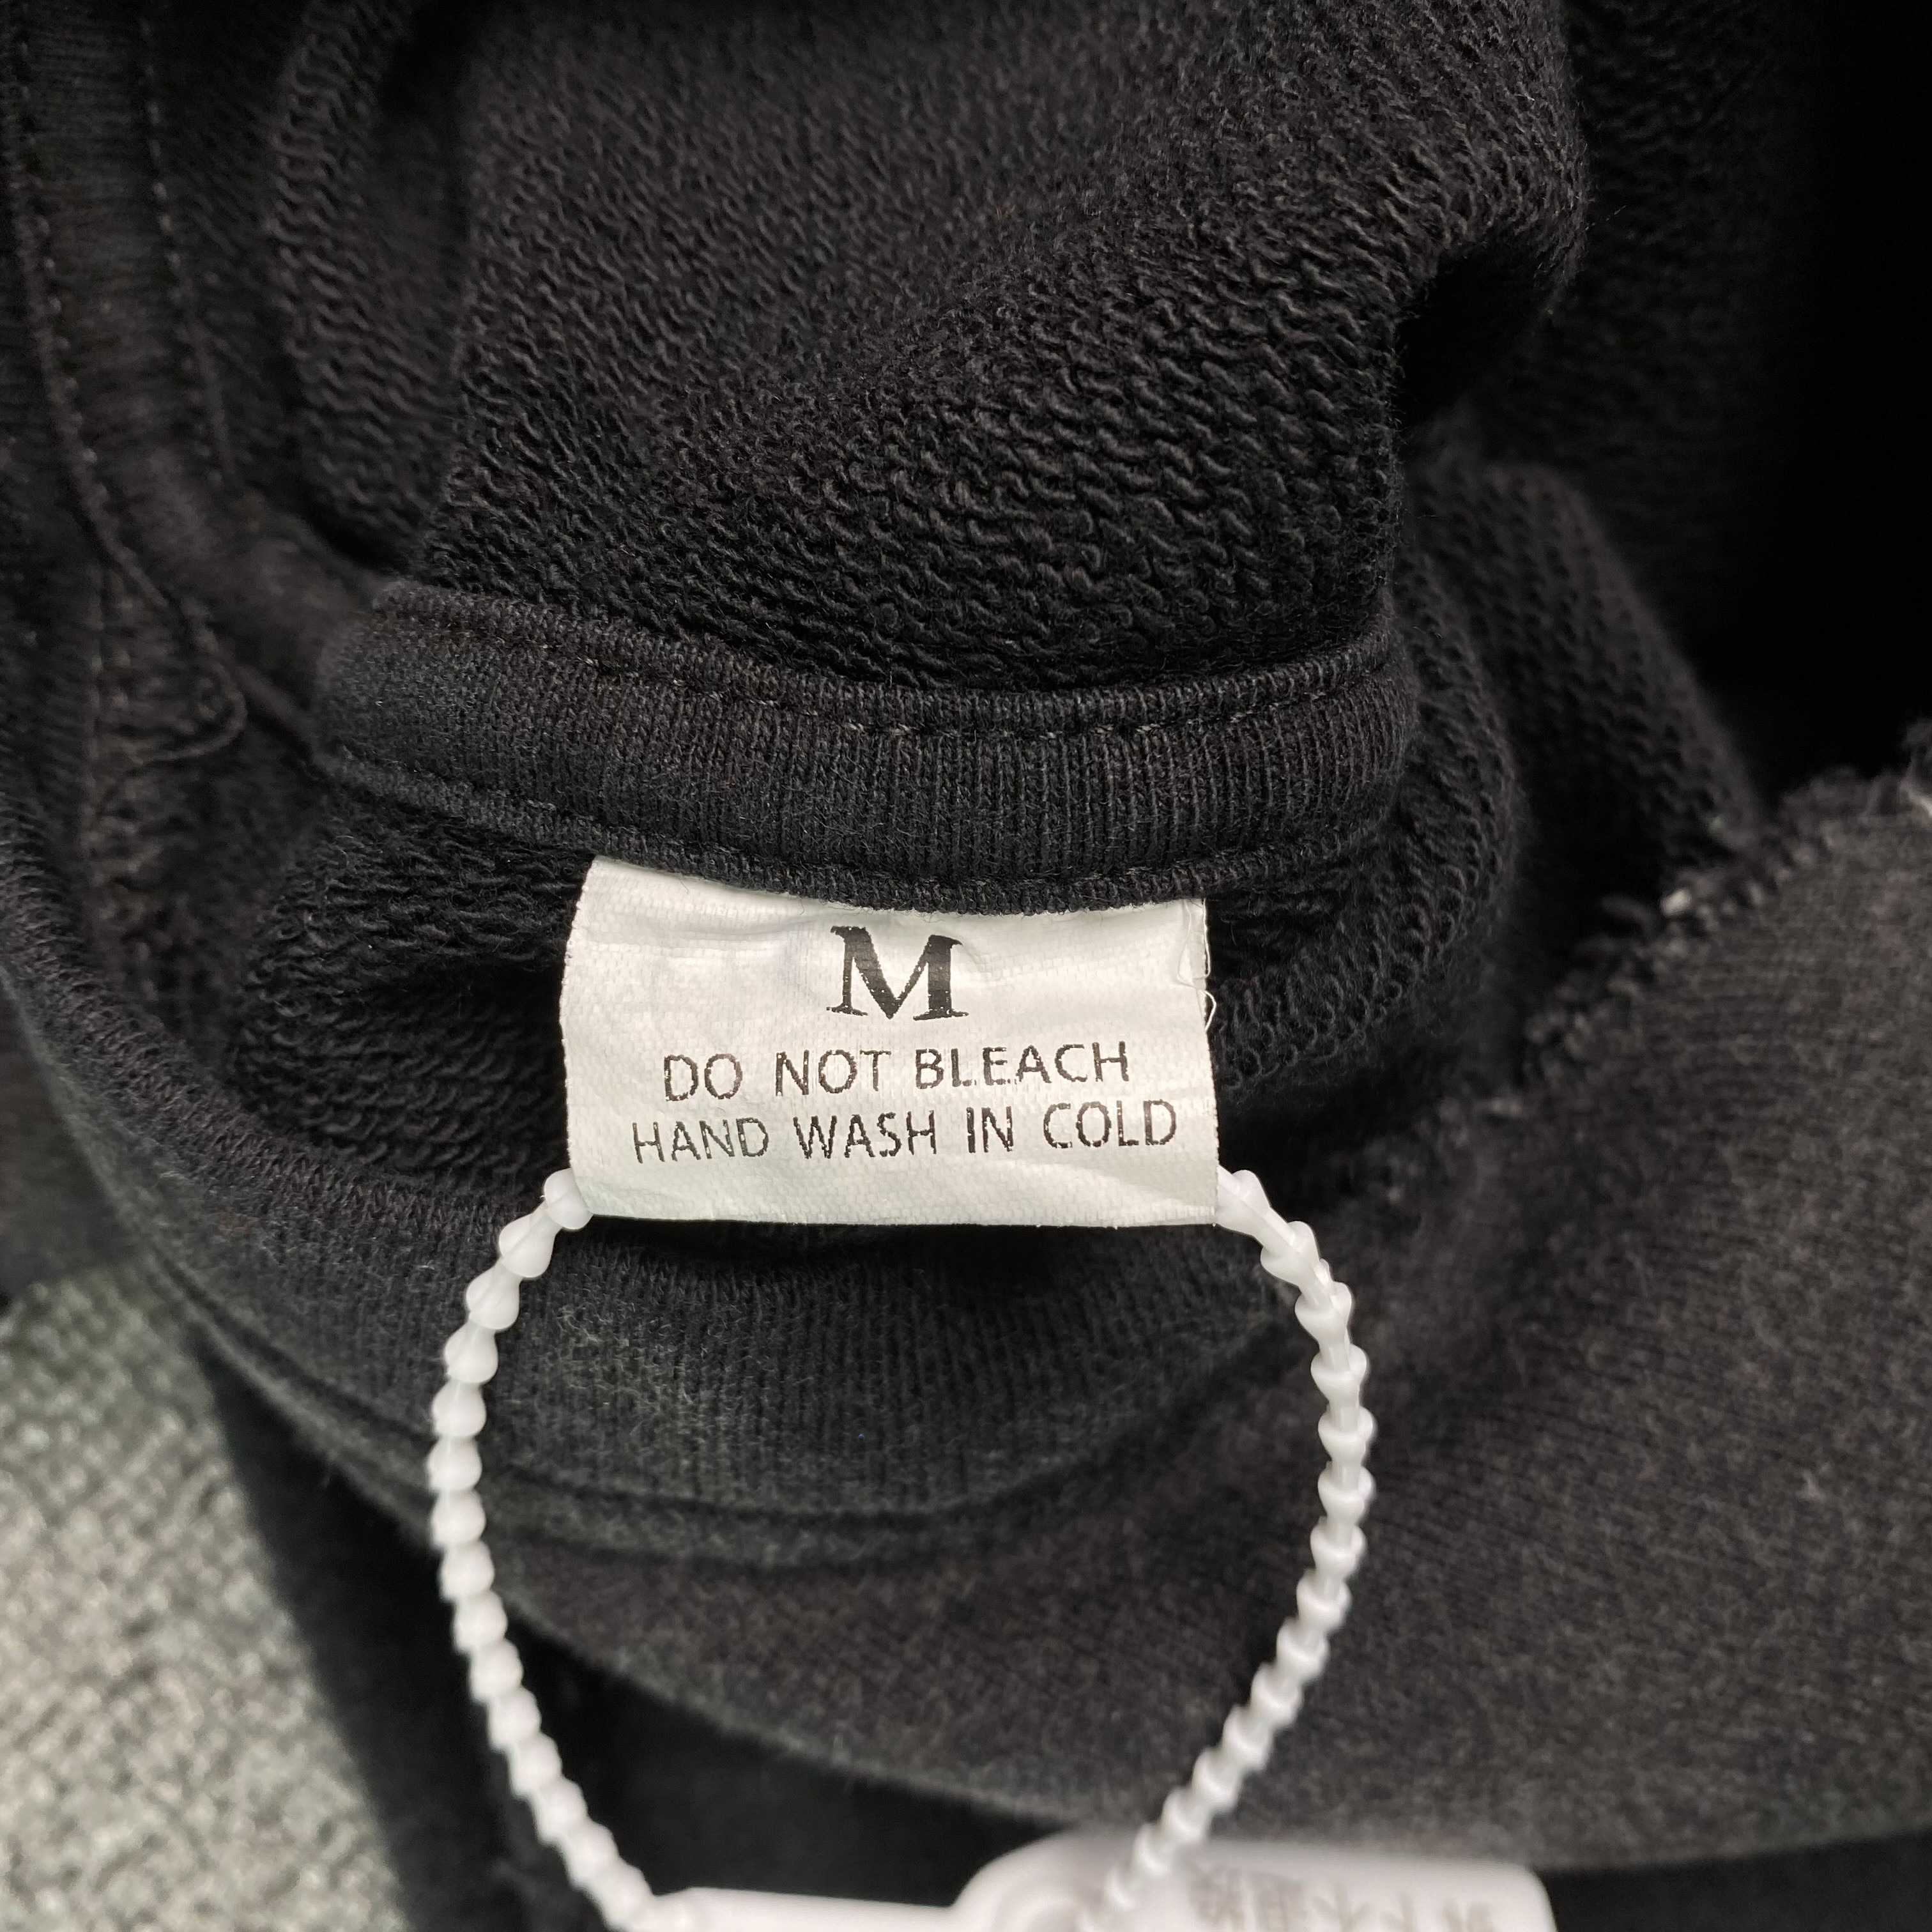 M
DO NOT BLEACH
HAND WASH IN COLD